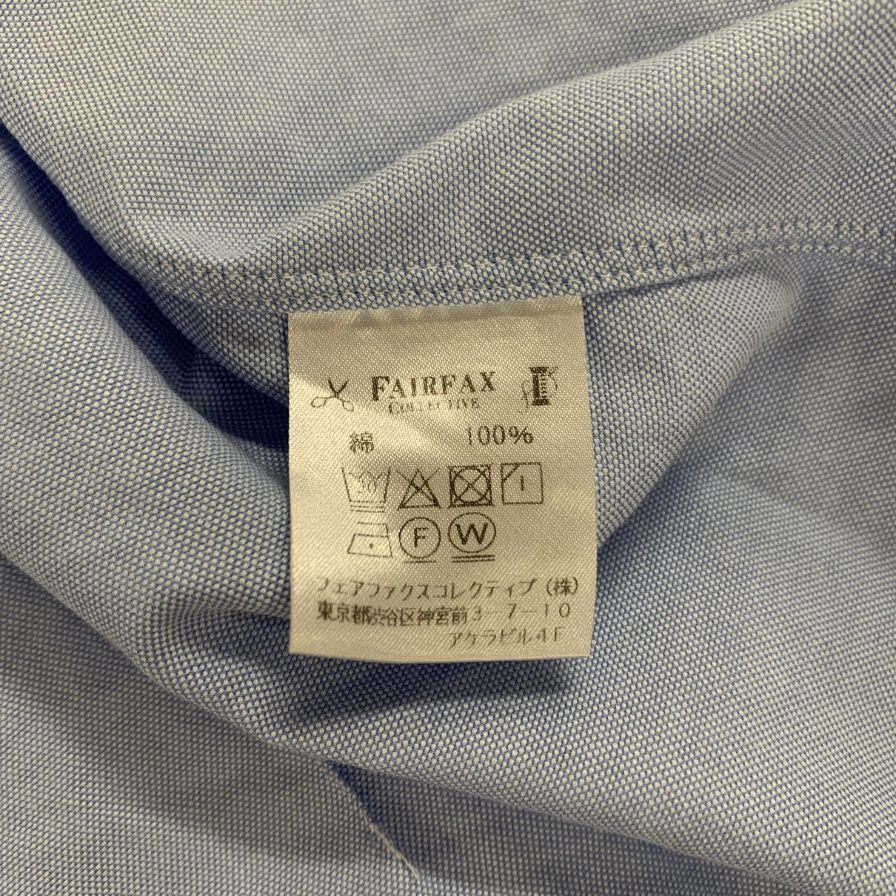 FAIRFAX
COLLECTIVE
綿 100%
F W
フェアファクスコレクティブ(株)
東京都渋谷区神宮前3-7-10
アケラビル4F